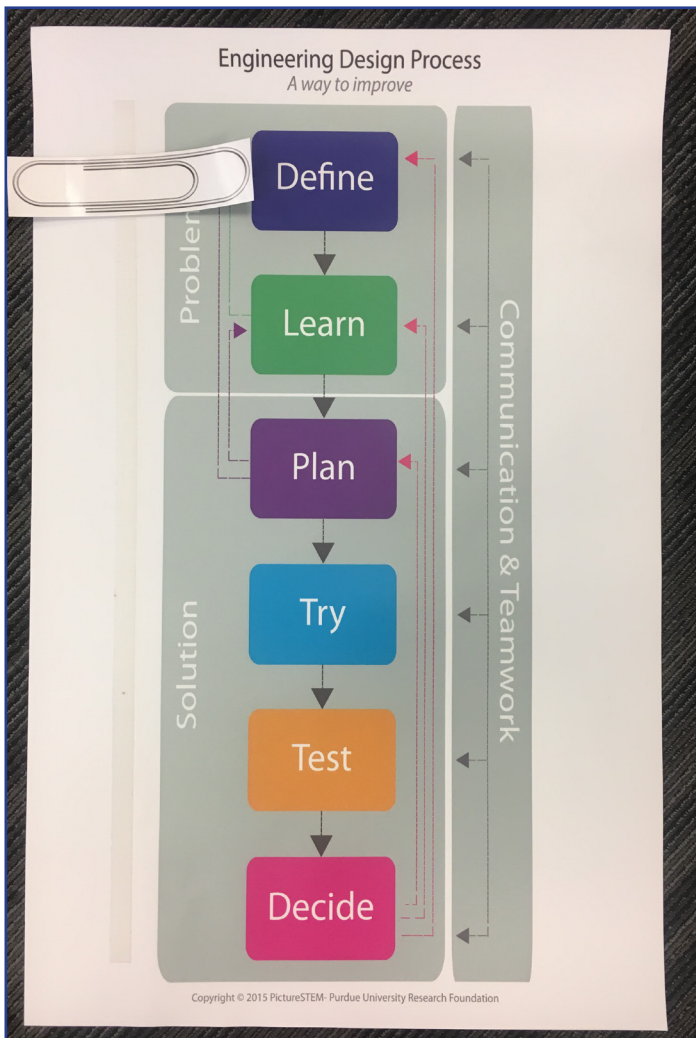 Engineering Design Process
A way to improve
Problem
Define
Learn
Solution
Plan
Try
Test
Decide
Communication & Teamwork
Copyright © 2015 PictureSTEM- Purdue University Research Foundation